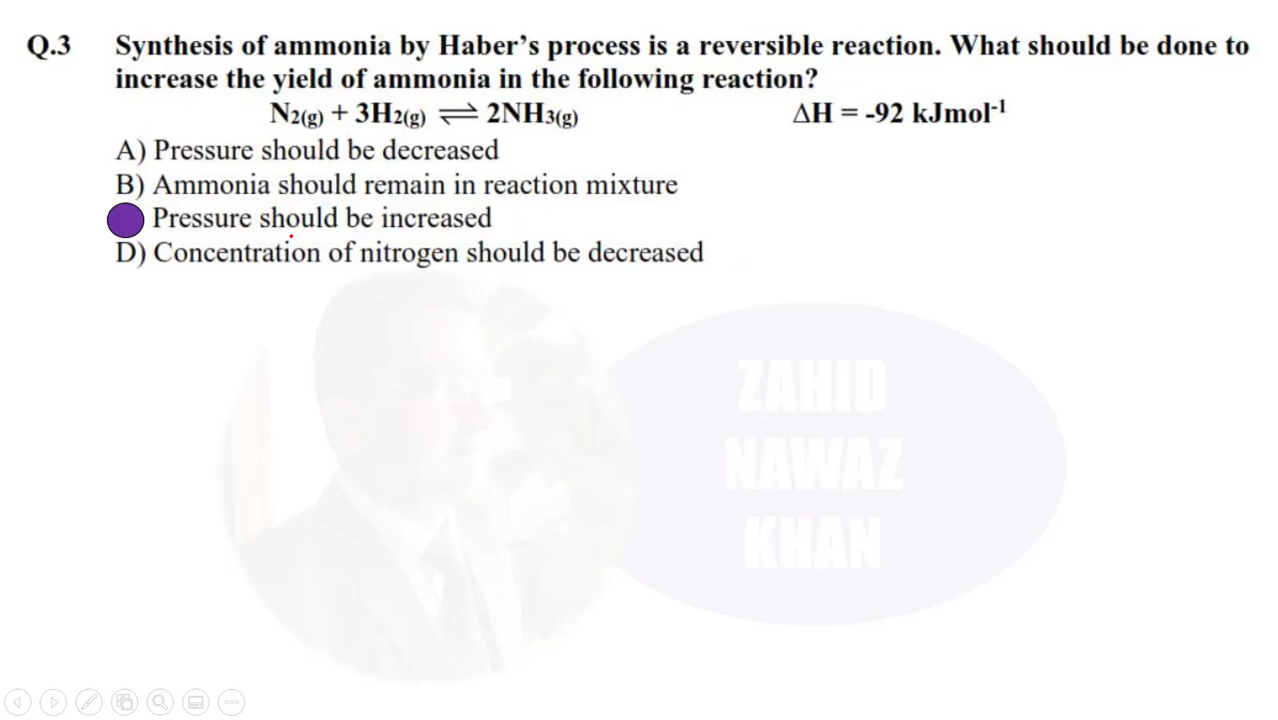 Q.3 Synthesis of ammonia by Haber’s process is a reversible reaction. What should be done to
increase the yield of ammonia in the following reaction?
N2(g) + 3H2(g) ⇌ 2NH3(g) ΔH = -92 kJmol⁻¹
A) Pressure should be decreased
B) Ammonia should remain in reaction mixture
Pressure should be increased
D) Concentration of nitrogen should be decreased
ZAHID
NAWAZ
KHAN